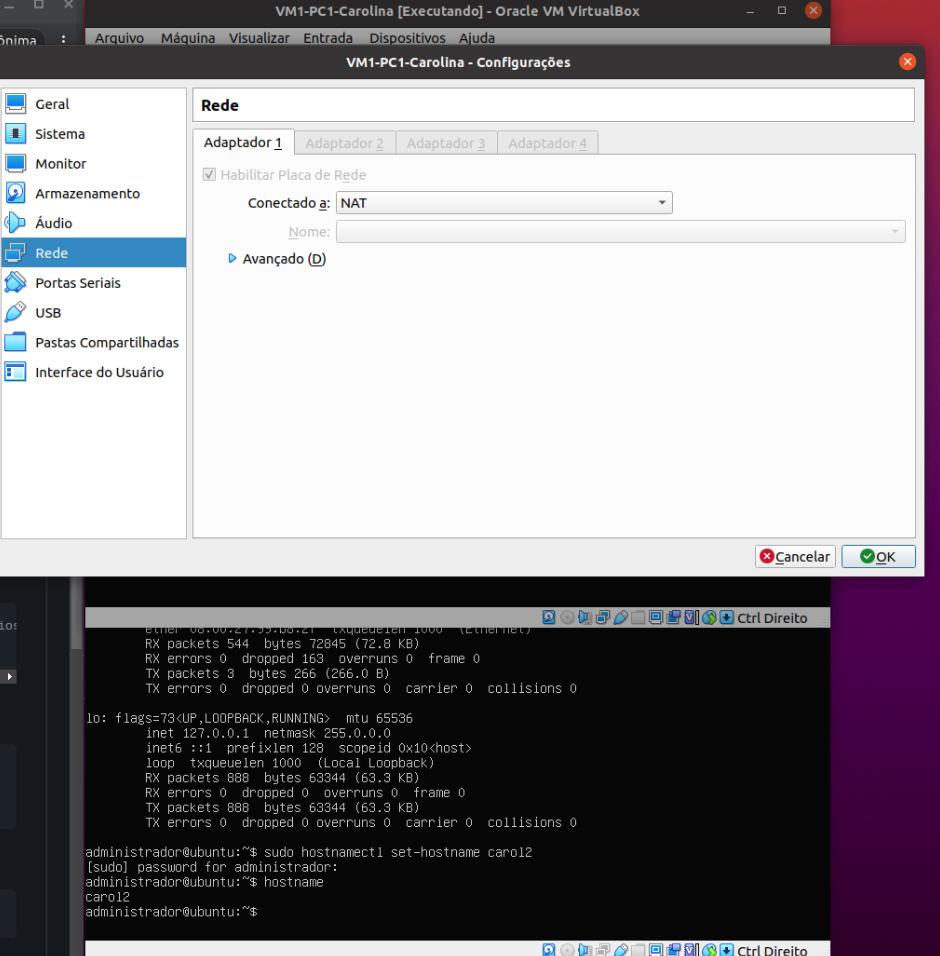 VM1-PC1-Carolina [Executando] - Oracle VM VirtualBox
ônima
Arquivo Máquina Visualizar Entrada Dispositivos Ajuda
VM1-PC1-Carolina - Configurações
Geral
Sistema
Monitor
Armazenamento
Áudio
Rede
Portas Seriais
USB
Pastas Compartilhadas
Interface do Usuário
Rede
Adaptador 1 Adaptador 2 Adaptador 3 Adaptador 4
Habilitar Placa de Rede
Conectado a: NAT
Nome:
Avançado (D)
Cancelar OK
ios
Ctrl Direito
ether 08:00:27:99:b8:2f txqueuelen 1000 (Ethernet)
RX packets 544 bytes 72845 (72.8 KB)
RX errors 0 dropped 163 overruns 0 frame 0
TX packets 3 bytes 266 (266.0 B)
TX errors 0 dropped 0 overruns 0 carrier 0 collisions 0
lo: flags=73<UP,LOOPBACK,RUNNING> mtu 65536
inet 127.0.0.1 netmask 255.0.0.0
inet6 ::1 prefixlen 128 scopeid 0x10<host>
loop txqueuelen 1000 (Local Loopback)
RX packets 888 bytes 63344 (63.3 KB)
RX errors 0 dropped 0 overruns 0 frame 0
TX packets 888 bytes 63344 (63.3 KB)
TX errors 0 dropped 0 overruns 0 carrier 0 collisions 0
administrador@ubuntu:~$ sudo hostnamectl set-hostname carol2
[sudo] password for administrador:
administrador@ubuntu:~$ hostname
carol2
administrador@ubuntu:~$
Ctrl Direito